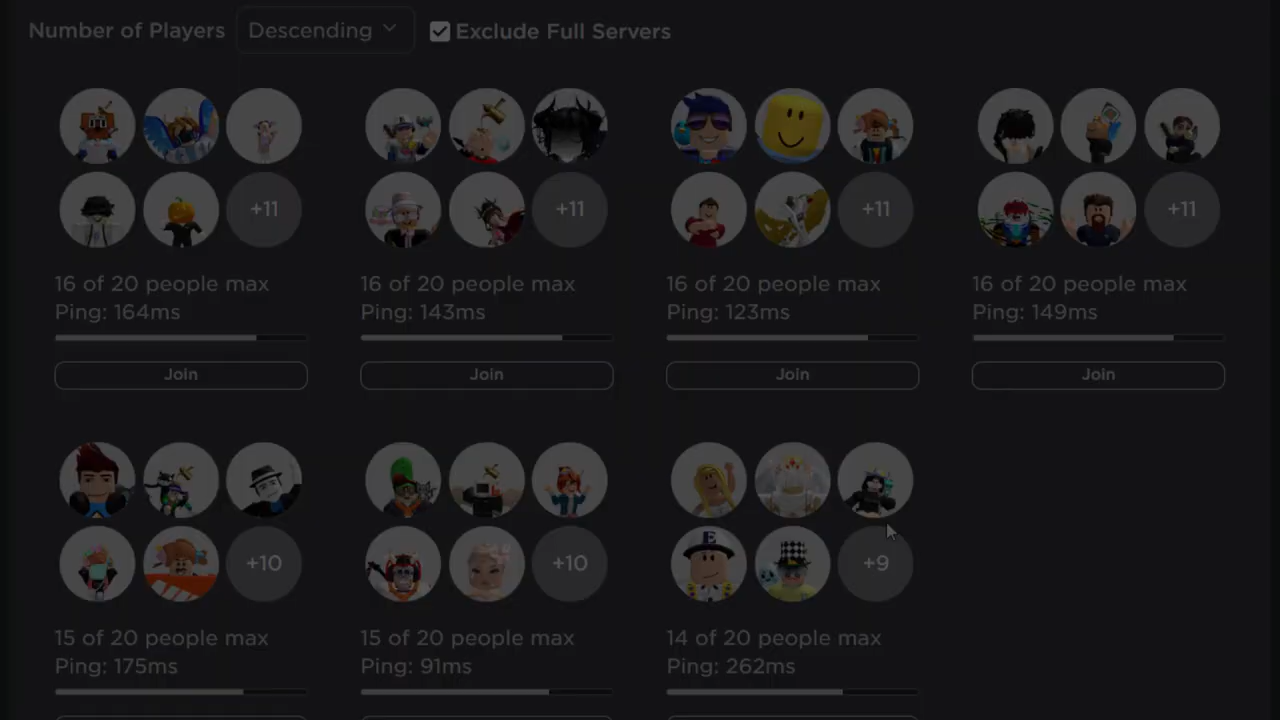 Number of Players Descending Exclude Full Servers
+11 +11 +11 +11
16 of 20 people max 16 of 20 people max 16 of 20 people max 16 of 20 people max
Ping: 164ms Ping: 143ms Ping: 123ms Ping: 149ms
Join Join Join Join
E
+10 +10 +9
15 of 20 people max 15 of 20 people max 14 of 20 people max
Ping: 175ms Ping: 91ms Ping: 262ms